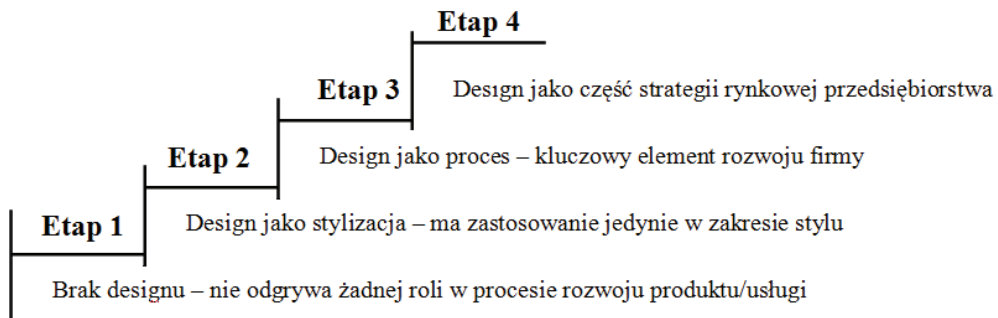 Etap 4
Etap 3
Design jako część strategii rynkowej przedsiębiorstwa
Etap 2
Design jako proces – kluczowy element rozwoju firmy
Etap 1
Design jako stylizacja – ma zastosowanie jedynie w zakresie stylu
Brak designu – nie odgrywa żadnej roli w procesie rozwoju produktu/usługi